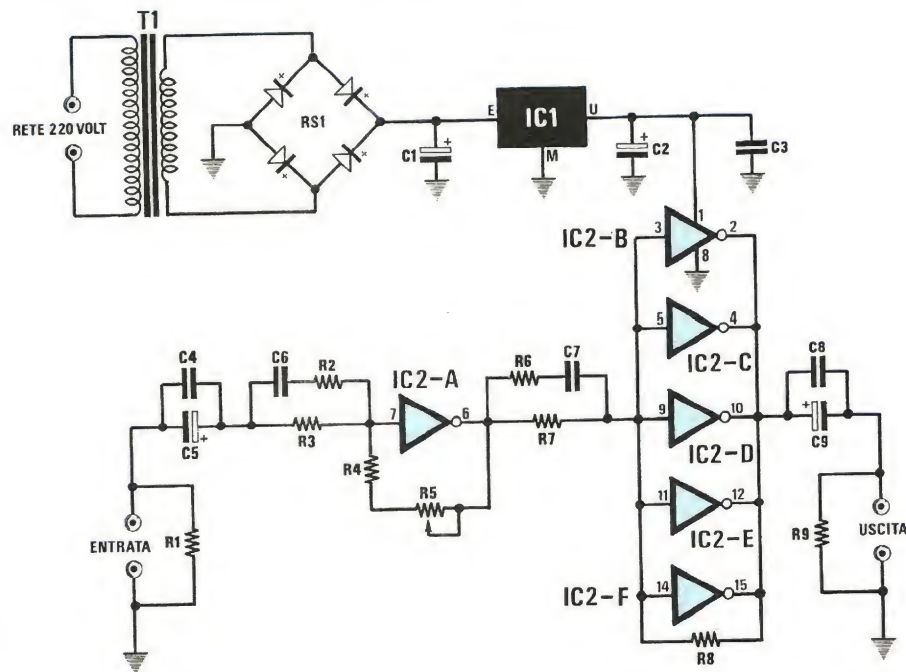 T1
RETE 220 VOLT
RS1
E
IC1
U
M
C1
C2
C3
IC2-B
3
1
2
8
5
4
IC2-C
C4
C5
C6
R2
R3
IC2-A
7
6
R4
R5
R6
C7
R7
9
10
IC2-D
C8
C9
11
12
IC2-E
ENTRATA
R1
R9
USCITA
IC2-F
14
15
R8